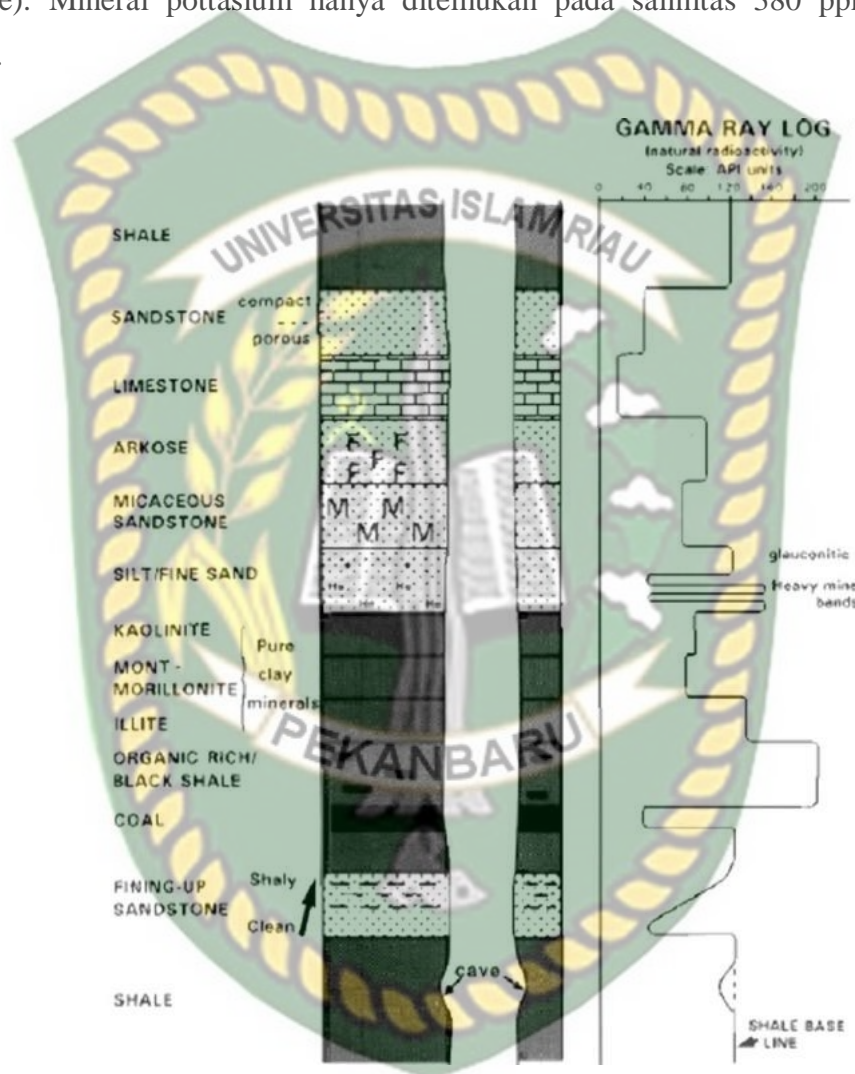 e). Mineral pottasium hanya ditemukan pada salinitas 380
GAMMA RAY LOG
(natural radioactivity)
Scale: API units
0 40 80 120 160 200
UNIVERSITAS ISLAM RIAU
SHALE
SANDSTONE
compact
porous
LIMESTONE
ARKOSE
F F
F
F F
MICACEOUS
SANDSTONE
M M
M M
SILT/FINE SAND
glauconitic
Heavy mine
bands
KAOLINITE
MONT-
MORILLONITE
ILLITE
Pure
clay
minerals
PEKANBARU
ORGANIC RICH/
BLACK SHALE
COAL
FINING-UP
SANDSTONE
Shaly
Clean
cave
SHALE
SHALE BASE
LINE